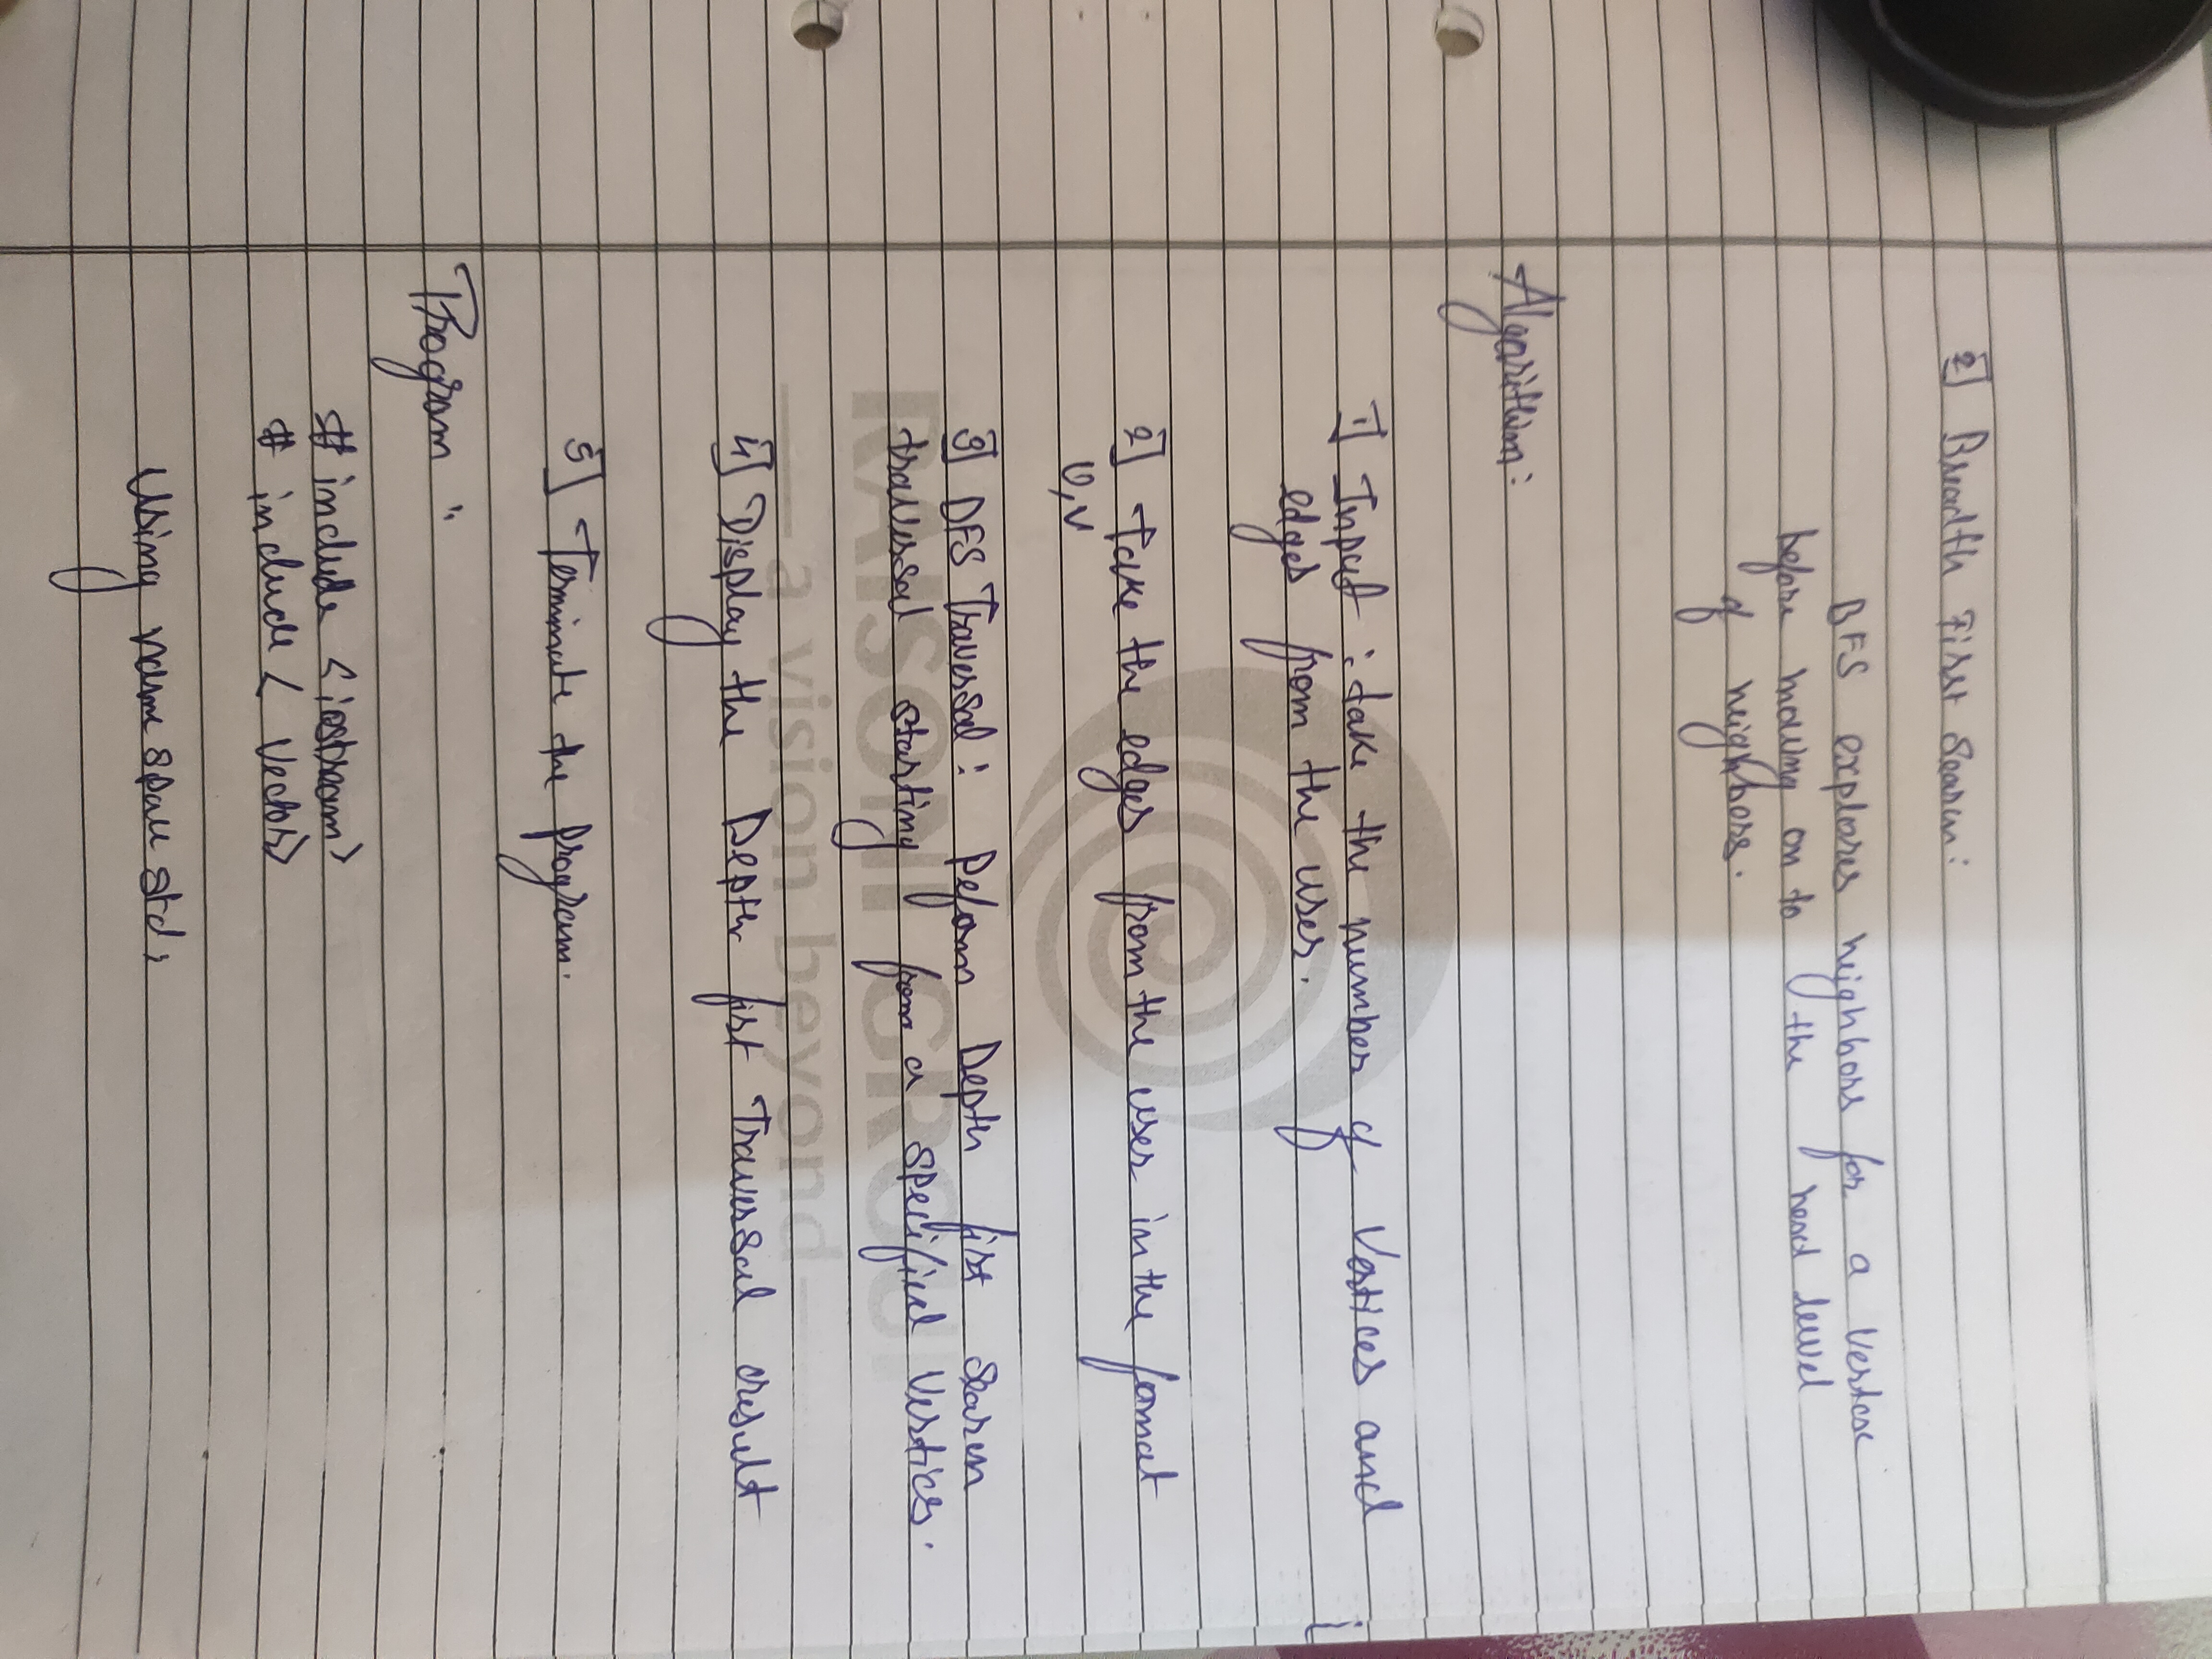 2] Breadth First Search:
BFS explores neighbors for a Vertex
before moving on to the next level
of neighbors.
Algorithm:
1] Input : take the number of Vertices and
edges from the user.
2] Take the edges from the user in the format
U,V
3] DFS Traversal : Peform Depth fist Search
traversal starting from a specified Vertices.
4] Display the Depth fist Traversal result
5] Terminate the program.
Program :
# include <iostream>
# include < Vector>
Using name space std;
RAISONI GROUP
a vision beyond